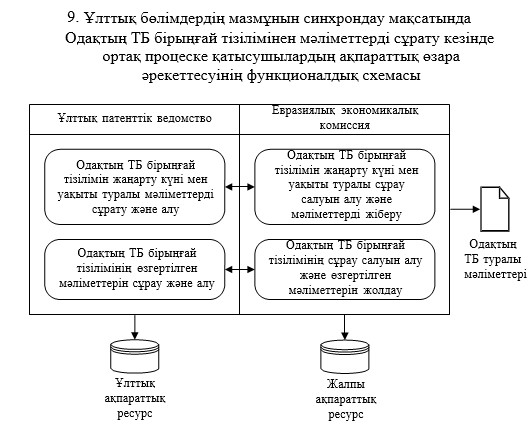 9. Ұлттық бөлімдердің мазмұнын синхрондау мақсатында
Одақтың ТБ бірыңғай тізілімінен мәліметтерді сұрату кезінде
ортақ процеске қатысушылардың ақпараттық өзара
әрекеттесуінің функционалдық схемасы
Ұлттық патенттік ведомство
Евразиялық экономикалық
комиссия
Одақтың ТБ бірыңғай
тізілімін жаңарту күні мен
уақыты туралы мәліметтерді
сұрату және алу
Одақтың ТБ бірыңғай
тізілімін жаңарту күні мен
уақыты туралы сұрау
салуын алу және
мәліметтерді жіберу
Одақтың ТБ бірыңғай
тізілімінің өзгертілген
мәліметтерін сұрау және алу
Одақтың ТБ бірыңғай
тізілімінің сұрау салуын алу
және өзгертілген
мәліметтерін жолдау
Одақтың
ТБ туралы
мәліметтері
Ұлттық
ақпараттық
ресурс
Жалпы
ақпараттық
ресурс